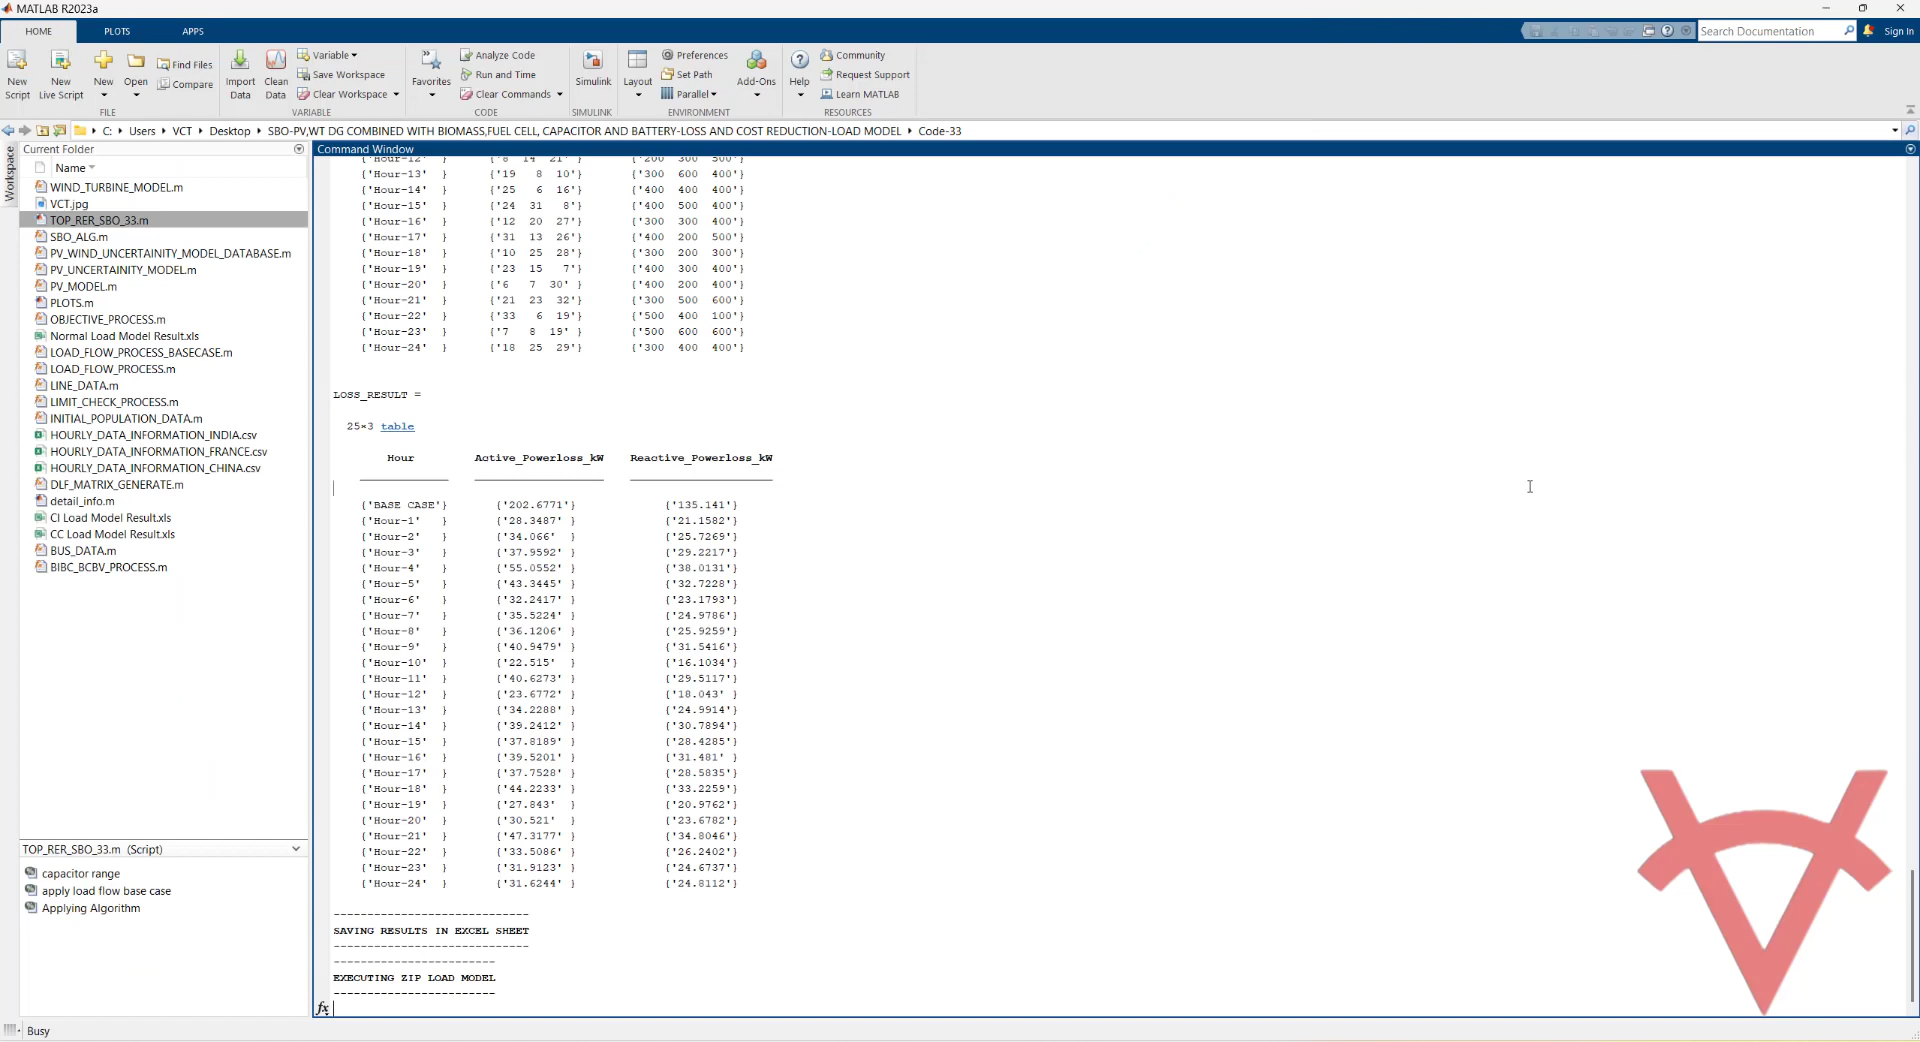 MATLAB R2023a
HOME PLOTS APPS
Search Documentation
Sign In
New Script
New Live Script
New
Open
Find Files
Compare
FILE
Import Data
Clean Data
Variable
Save Workspace
Clear Workspace
VARIABLE
Favorites
Analyze Code
Run and Time
Clear Commands
CODE
Simulink
SIMULINK
Layout
Preferences
Set Path
Parallel
Add-Ons
ENVIRONMENT
Help
Community
Request Support
Learn MATLAB
RESOURCES
C: Users VCT Desktop SBO-PV,WT DG COMBINED WITH BIOMASS,FUEL CELL, CAPACITOR AND BATTERY-LOSS AND COST REDUCTION-LOAD MODEL Code-33
Workspace
Current Folder
Name
WIND_TURBINE_MODEL.m
VCT.jpg
TOP_RER_SBO_33.m
SBO_ALG.m
PV_WIND_UNCERTAINITY_MODEL_DATABASE.m
PV_UNCERTAINITY_MODEL.m
PV_MODEL.m
PLOTS.m
OBJECTIVE_PROCESS.m
Normal Load Model Result.xls
LOAD_FLOW_PROCESS_BASECASE.m
LOAD_FLOW_PROCESS.m
LINE_DATA.m
LIMIT_CHECK_PROCESS.m
INITIAL_POPULATION_DATA.m
HOURLY_DATA_INFORMATION_INDIA.csv
HOURLY_DATA_INFORMATION_FRANCE.csv
HOURLY_DATA_INFORMATION_CHINA.csv
DLF_MATRIX_GENERATE.m
detail_info.m
CI Load Model Result.xls
CC Load Model Result.xls
BUS_DATA.m
BIBC_BCBV_PROCESS.m
TOP_RER_SBO_33.m (Script)
capacitor range
apply load flow base case
Applying Algorithm
Command Window
{'Hour-12' } {'8 14 21' } {'200 300 500'}
{'Hour-13' } {'19 8 10'} {'300 600 400'}
{'Hour-14' } {'25 6 16'} {'400 400 400'}
{'Hour-15' } {'24 31 8'} {'400 500 400'}
{'Hour-16' } {'12 20 27'} {'300 300 400'}
{'Hour-17' } {'31 13 26'} {'400 200 500'}
{'Hour-18' } {'10 25 28'} {'300 200 300'}
{'Hour-19' } {'23 15 7'} {'400 300 400'}
{'Hour-20' } {'6 7 30' } {'400 200 400'}
{'Hour-21' } {'21 23 32'} {'300 500 600'}
{'Hour-22' } {'33 6 19'} {'500 400 100'}
{'Hour-23' } {'7 8 19' } {'500 600 600'}
{'Hour-24' } {'18 25 29'} {'300 400 400'}
LOSS_RESULT =
25×3 table
Hour Active_Powerloss_kW Reactive_Powerloss_kW
{'BASE CASE'} {'202.6771'} {'135.141'}
{'Hour-1' } {'28.3487' } {'21.1582'}
{'Hour-2' } {'34.066' } {'25.7269'}
{'Hour-3' } {'37.9592' } {'29.2217'}
{'Hour-4' } {'55.0552' } {'38.0131'}
{'Hour-5' } {'43.3445' } {'32.7228'}
{'Hour-6' } {'32.2417' } {'23.1793'}
{'Hour-7' } {'35.5224' } {'24.9786'}
{'Hour-8' } {'36.1206' } {'25.9259'}
{'Hour-9' } {'40.9479' } {'31.5416'}
{'Hour-10' } {'22.515' } {'16.1034'}
{'Hour-11' } {'40.6273' } {'29.5117'}
{'Hour-12' } {'23.6772' } {'18.043' }
{'Hour-13' } {'34.2288' } {'24.9914'}
{'Hour-14' } {'39.2412' } {'30.7894'}
{'Hour-15' } {'37.8189' } {'28.4285'}
{'Hour-16' } {'39.5201' } {'31.481' }
{'Hour-17' } {'37.7528' } {'28.5835'}
{'Hour-18' } {'44.2233' } {'33.2259'}
{'Hour-19' } {'27.843' } {'20.9762'}
{'Hour-20' } {'30.521' } {'23.6782'}
{'Hour-21' } {'47.3177' } {'34.8046'}
{'Hour-22' } {'33.5086' } {'26.2402'}
{'Hour-23' } {'31.9123' } {'24.6737'}
{'Hour-24' } {'31.6244' } {'24.8112'}
-----------------------------
SAVING RESULTS IN EXCEL SHEET
-----------------------------
------------------------
EXECUTING ZIP LOAD MODEL
------------------------
fx
Busy